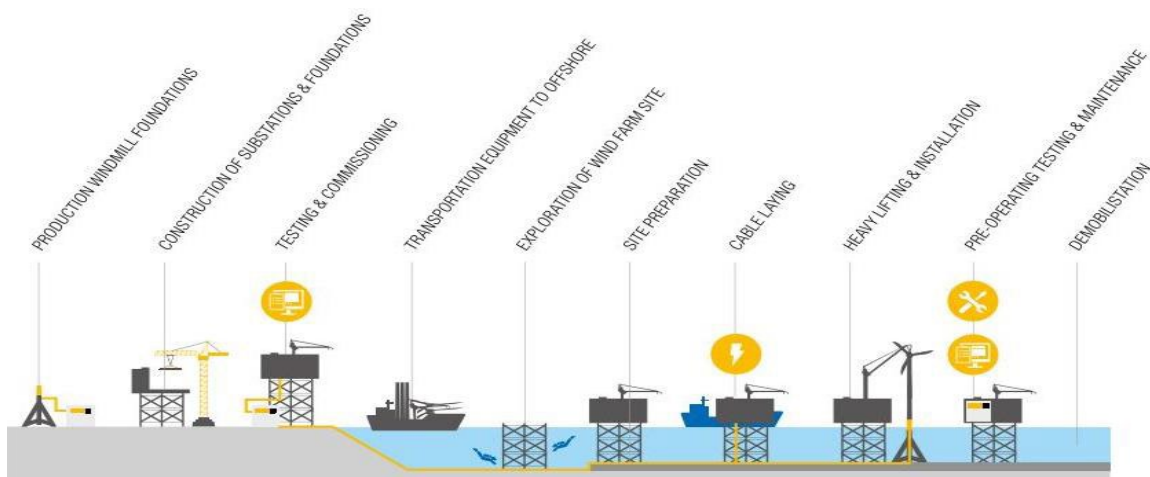 PRODUCTION WINDMILL FOUNDATIONS
CONSTRUCTION OF SUBSTATIONS & FOUNDATIONS
TESTING & COMMISSIONING
TRANSPORTATION EQUIPMENT TO OFFSHORE
EXPLORATION OF WIND FARM SITE
SITE PREPARATION
CABLE LAYING
HEAVY LIFTING & INSTALLATION
PRE-OPERATING TESTING & MAINTENANCE
DEMOBILISTATION